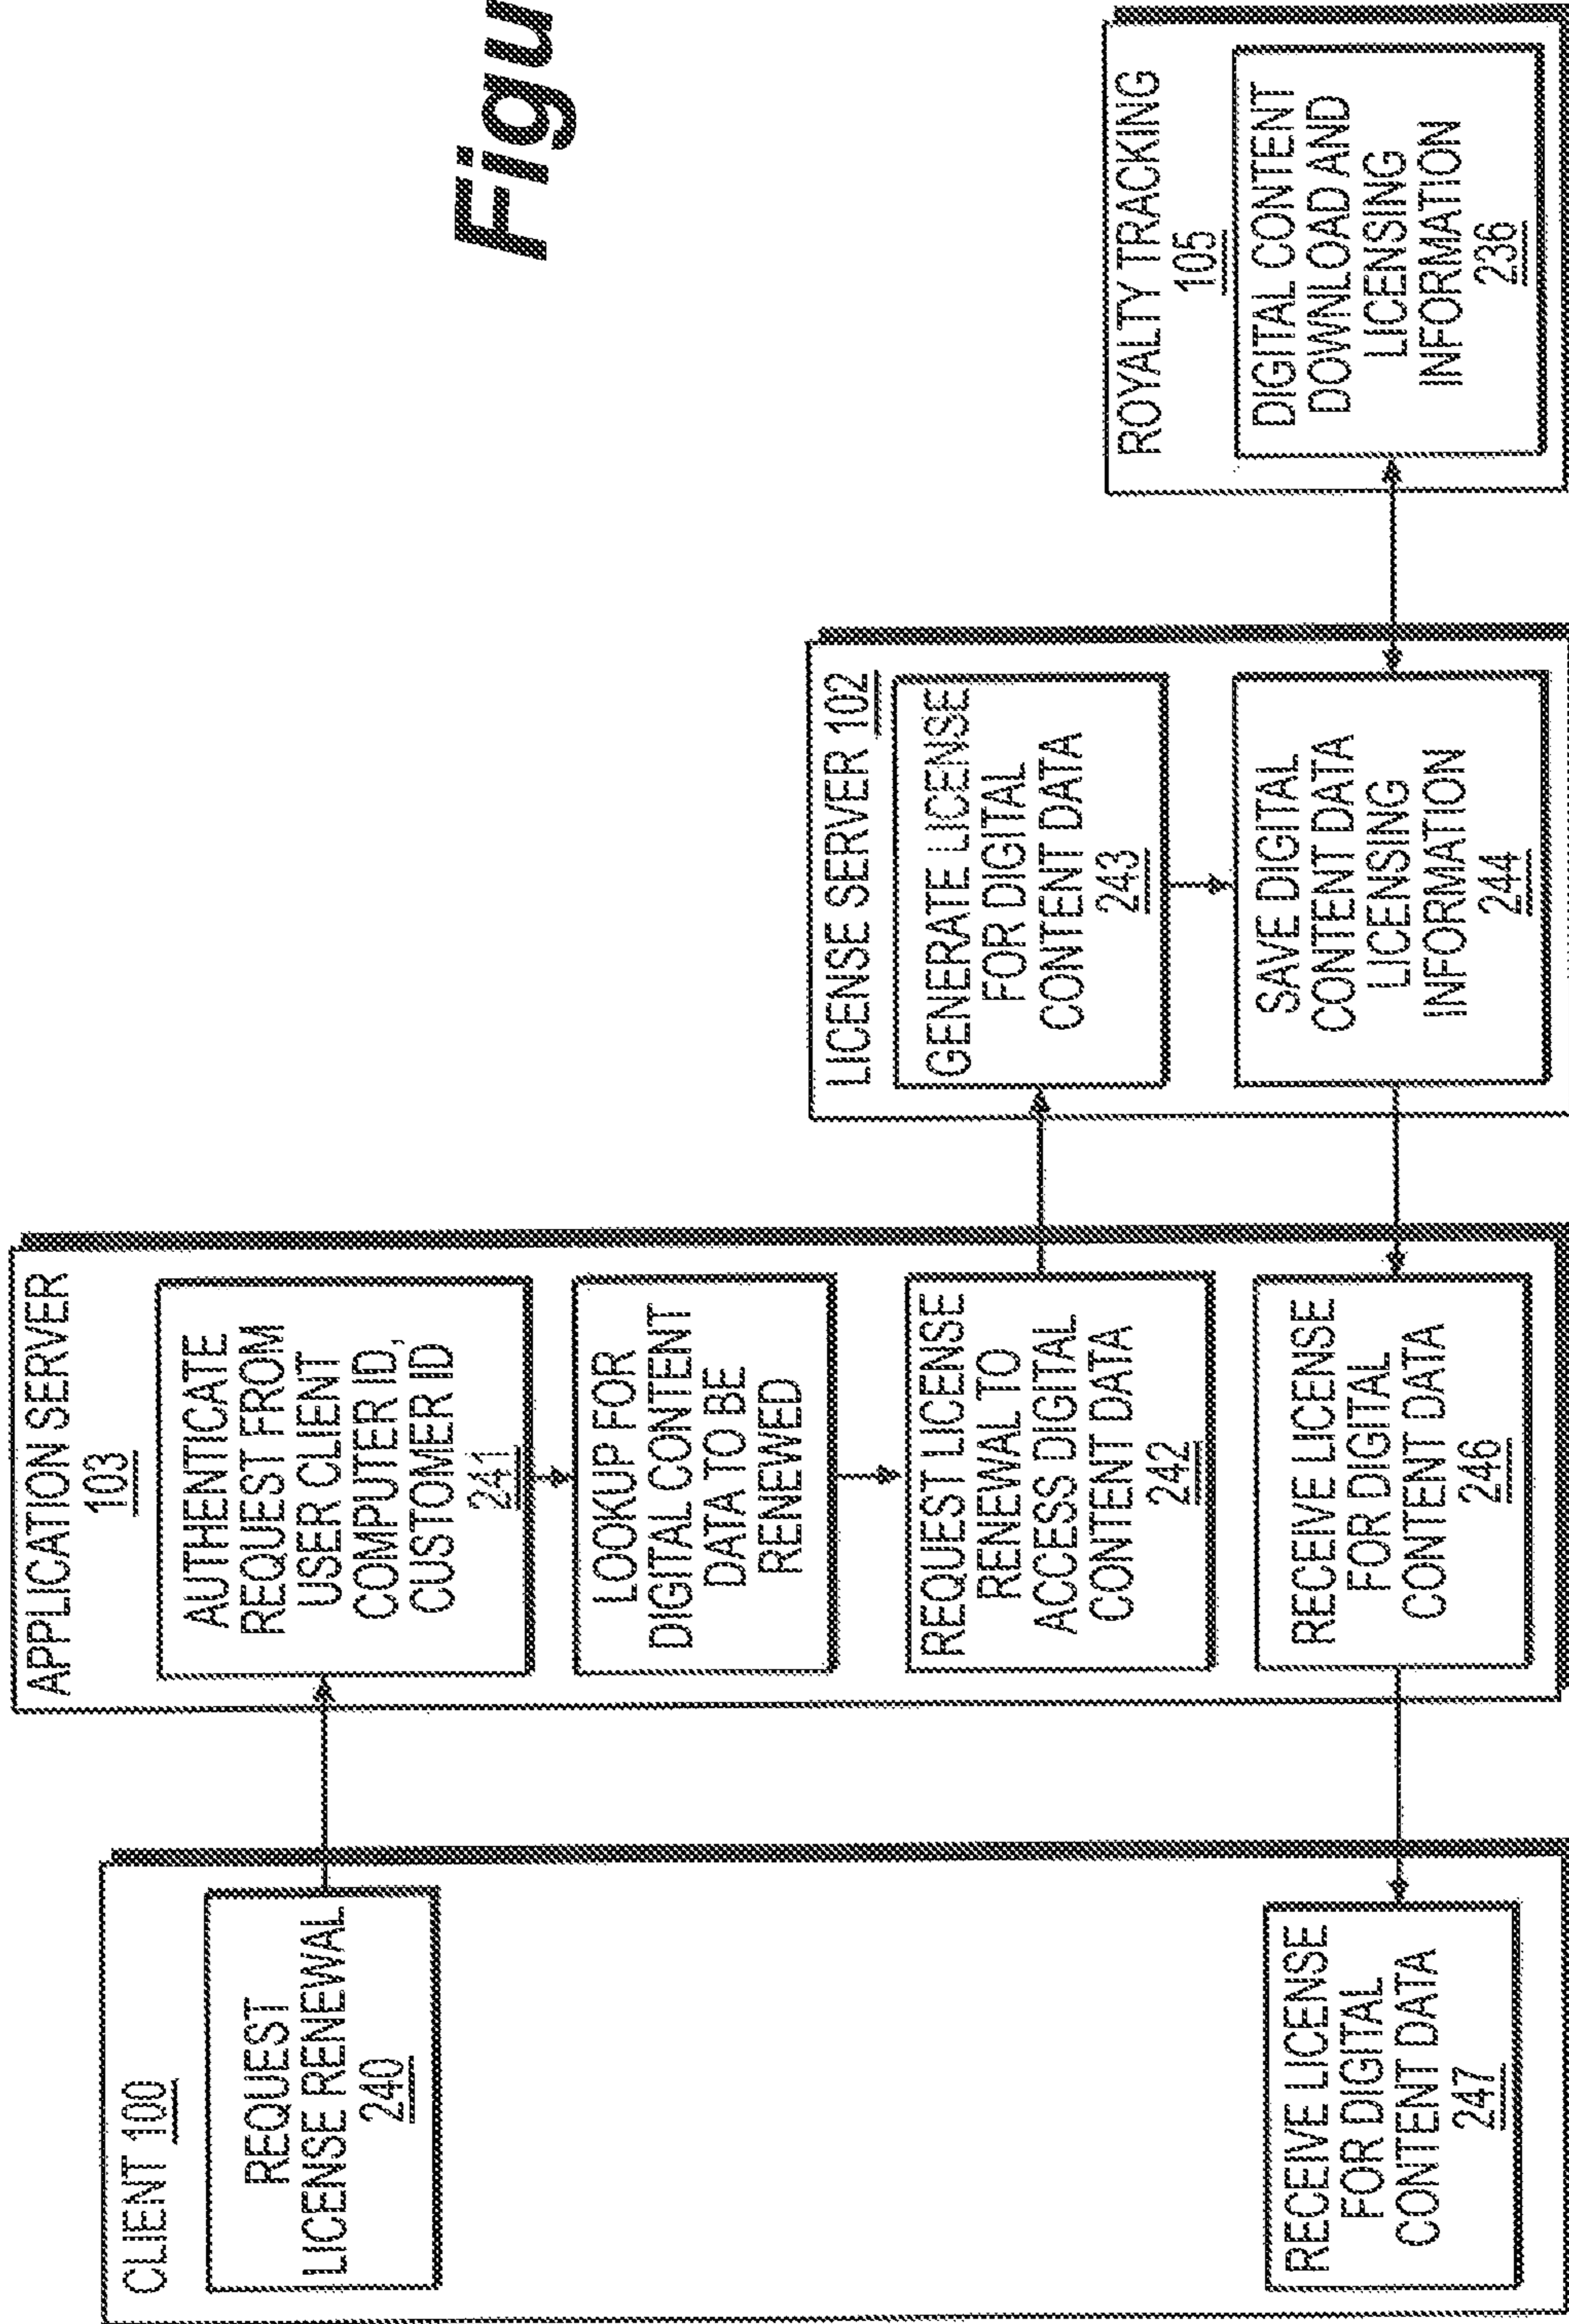 Figu
CLIENT 100
REQUEST
LICENSE RENEWAL
240
RECEIVE LICENSE
FOR DIGITAL
CONTENT DATA
247
APPLICATION SERVER
103
AUTHENTICATE
REQUEST FROM
USER CLIENT
COMPUTER ID,
CUSTOMER ID
241
LOOKUP FOR
DIGITAL CONTENT
DATA TO BE
RENEWED
REQUEST LICENSE
RENEWAL TO
ACCESS DIGITAL
CONTENT DATA
242
RECEIVE LICENSE
FOR DIGITAL
CONTENT DATA
246
LICENSE SERVER 102
GENERATE LICENSE
FOR DIGITAL
CONTENT DATA
243
SAVE DIGITAL
CONTENT DATA
LICENSING
INFORMATION
244
ROYALTY TRACKING
105
DIGITAL CONTENT
DOWNLOAD AND
LICENSING
INFORMATION
236